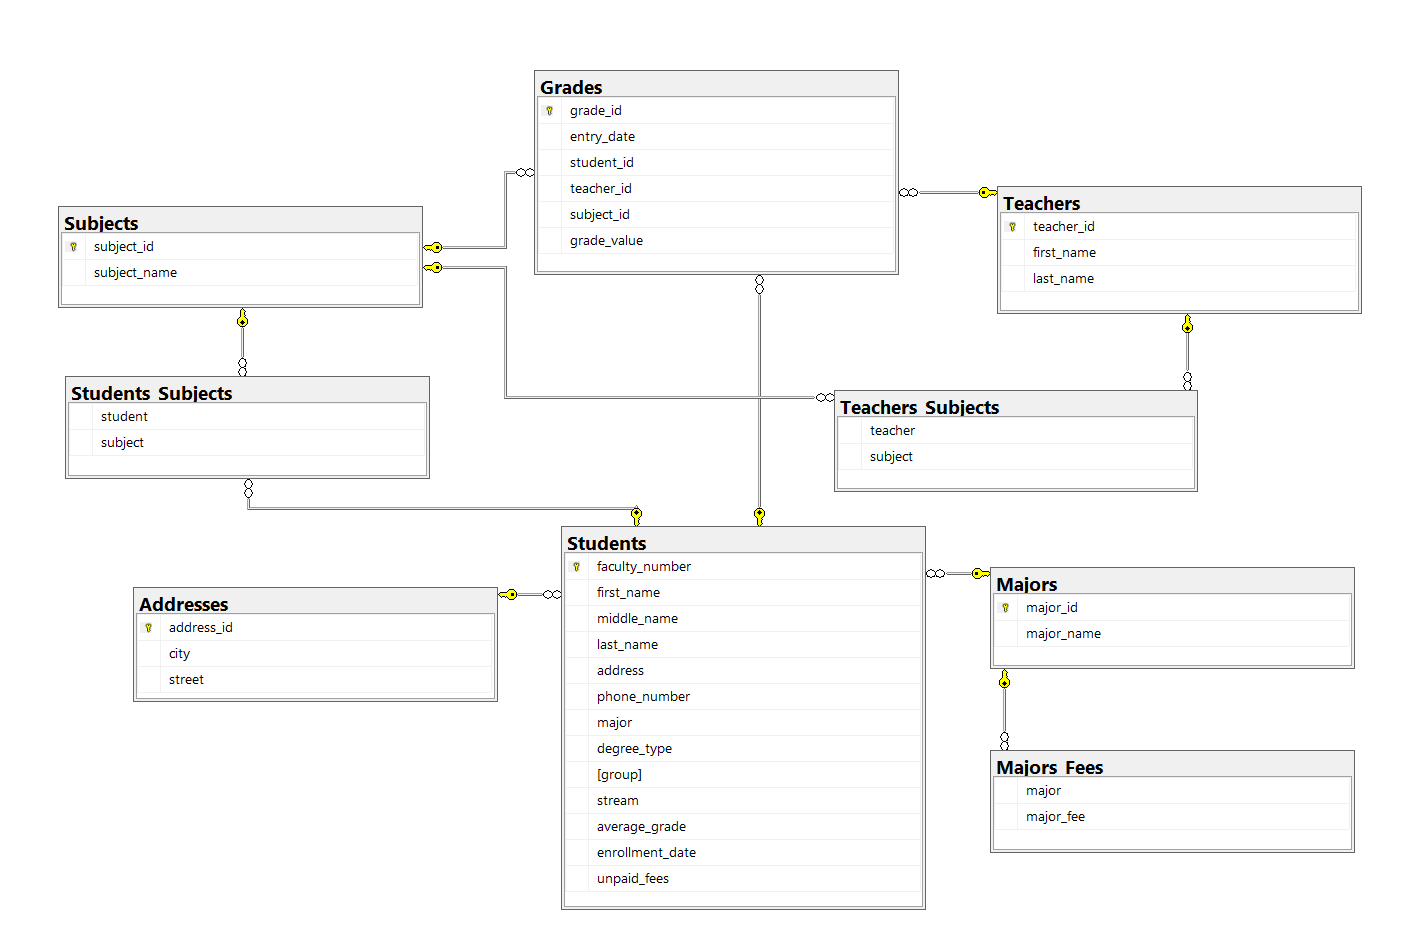 Grades
grade_id
entry_date
student_id
teacher_id
subject_id
grade_value
Teachers
teacher_id
first_name
last_name
Subjects
subject_id
subject_name
Students_Subjects
student
subject
Teachers_Subjects
teacher
subject
Students
faculty_number
first_name
middle_name
last_name
address
phone_number
major
degree_type
[group]
stream
average_grade
enrollment_date
unpaid_fees
Addresses
address_id
city
street
Majors
major_id
major_name
Majors_Fees
major
major_fee